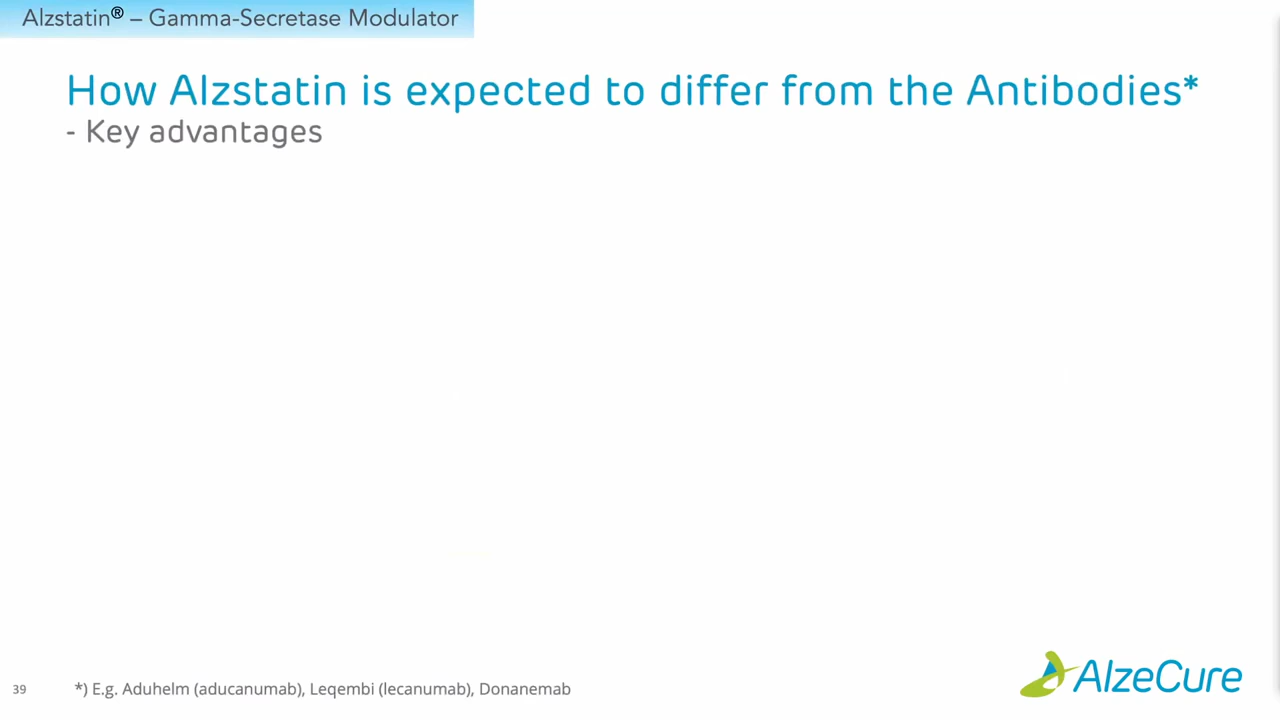 Alzstatin® – Gamma-Secretase Modulator
How Alzstatin is expected to differ from the Antibodies*
- Key advantages
39
*) E.g. Aduhelm (aducanumab), Leqembi (lecanumab), Donanemab
AlzeCure